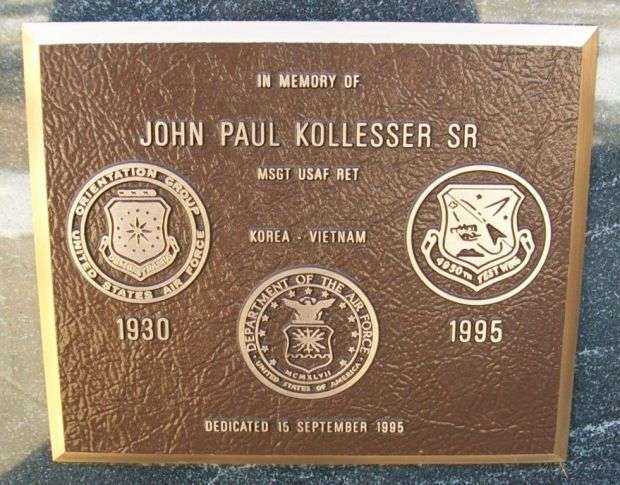 IN MEMORY OF
JOHN PAUL KOLLESSER SR
MSGT USAF RET
KOREA - VIETNAM
ORIENTATION GROUP
UNITED STATES AIR FORCE
1930
4950TH TEST WING
1995
DEPARTMENT OF THE AIR FORCE
MCMXLVII
UNITED STATES OF AMERICA
DEDICATED 15 SEPTEMBER 1995